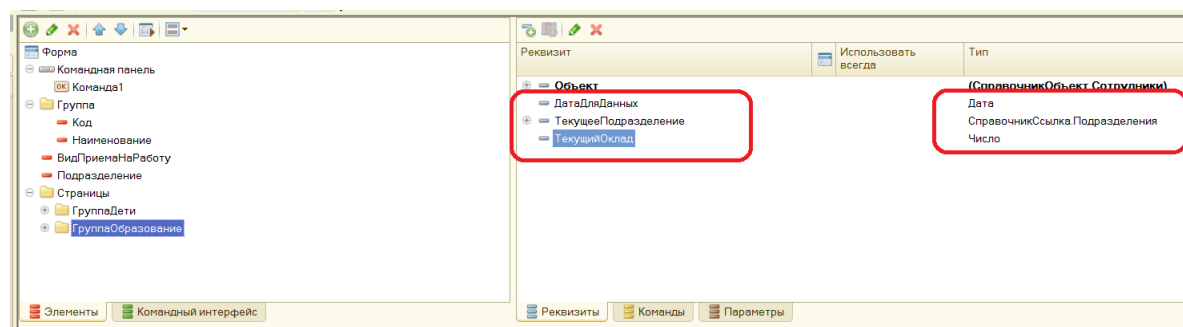 Форма
Командная панель
ОК Команда1
Группа
Код
Наименование
ВидПриемаНаРаботу
Подразделение
Страницы
ГруппаДети
ГруппаОбразование
Элементы
Командный интерфейс
Реквизит
Использовать всегда
Тип
Объект
(СправочникОбъект.Сотрудники)
ДатаДляДанных
Дата
ТекущееПодразделение
СправочникСсылка.Подразделения
ТекущийОклад
Число
Реквизиты
Команды
Параметры